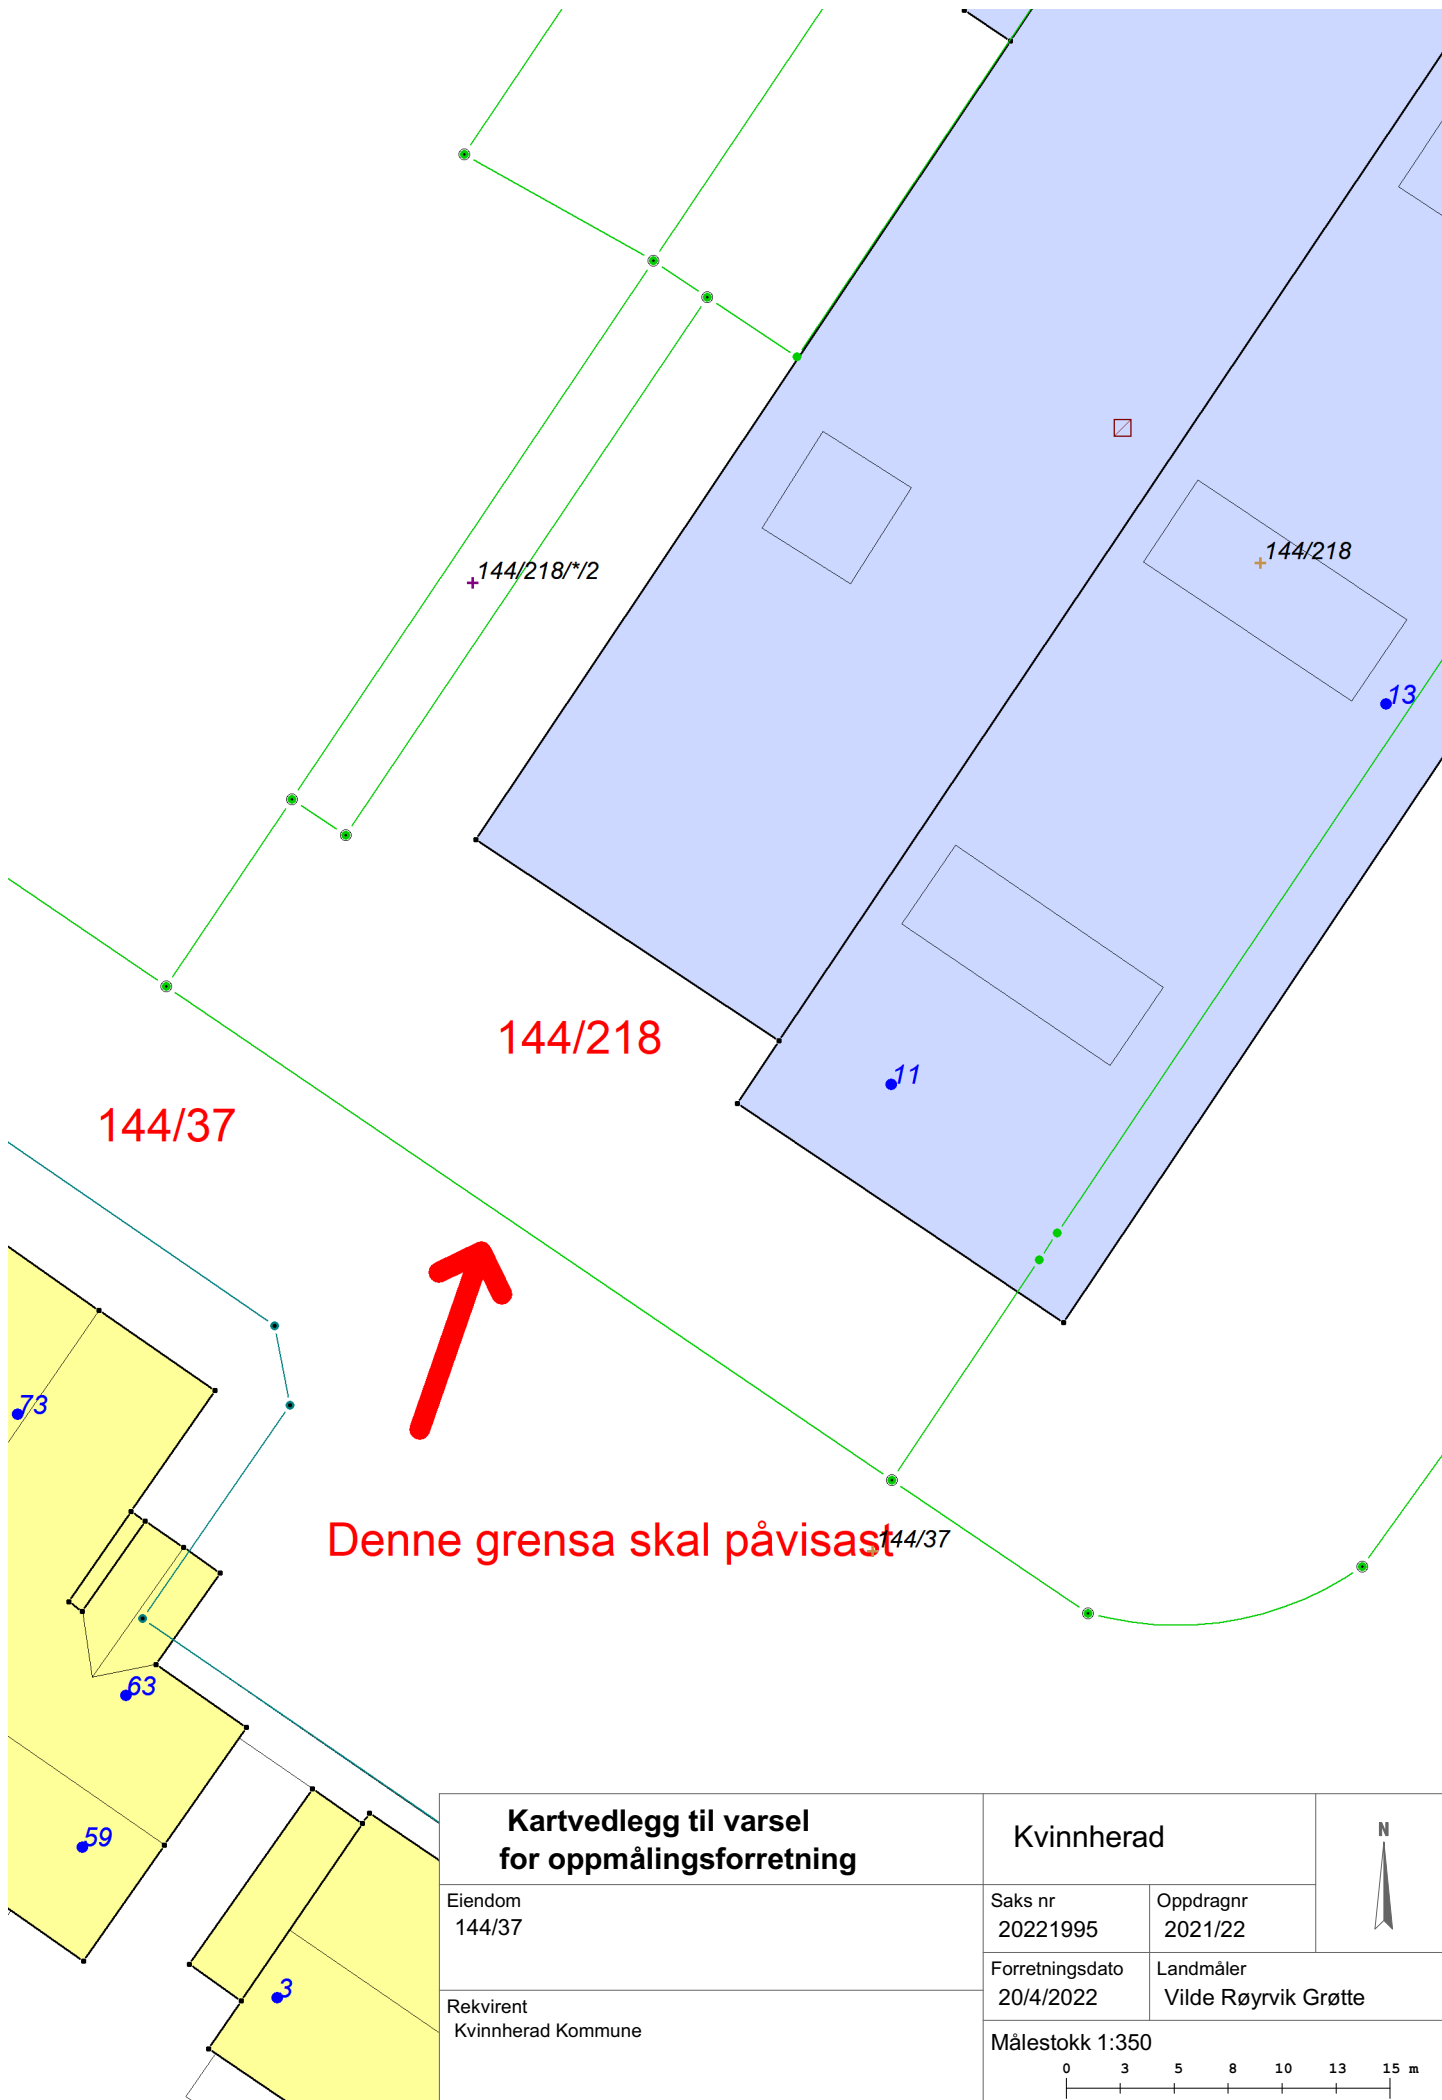 144/218/*/2
144/218
13
144/218
11
144/37
73
Denne grensa skal påvisast
144/37
63
59
3
Kartvedlegg til varsel
for oppmålingsforretning
Kvinnherad
N
Eiendom
144/37
Saks nr
20221995
Oppdragnr
2021/22
Forretningsdato
20/4/2022
Landmåler
Vilde Røyrvik Grøtte
Rekvirent
Kvinnherad Kommune
Målestokk 1:350
0 3 5 8 10 13 15 m